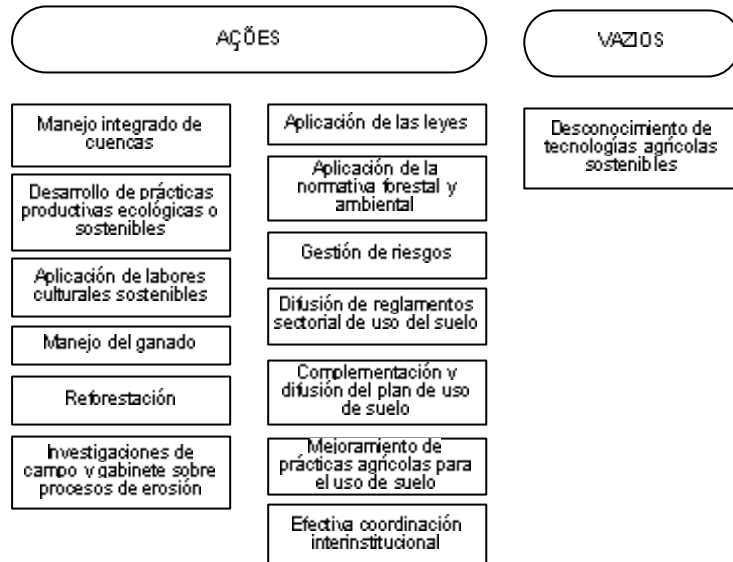 AÇÕES
VAZIOS
Manejo integrado de
cuencas
Desarrollo de prácticas
productivas ecológicas o
sostenibles
Aplicación de labores
culturales sostenibles
Manejo del ganado
Reforestación
Investigaciones de
campo y gabinete sobre
procesos de erosión
Aplicación de las leyes
Aplicación de la
normativa forestal y
ambiental
Gestión de riesgos
Difusión de reglamentos
sectorial de uso del suelo
Complementación y
difusión del plan de uso
de suelo
Mejoramiento de
prácticas agrícolas para
el uso de suelo
Efectiva coordinación
interinstitucional
Desconocimiento de
tecnologías agrícolas
sostenibles